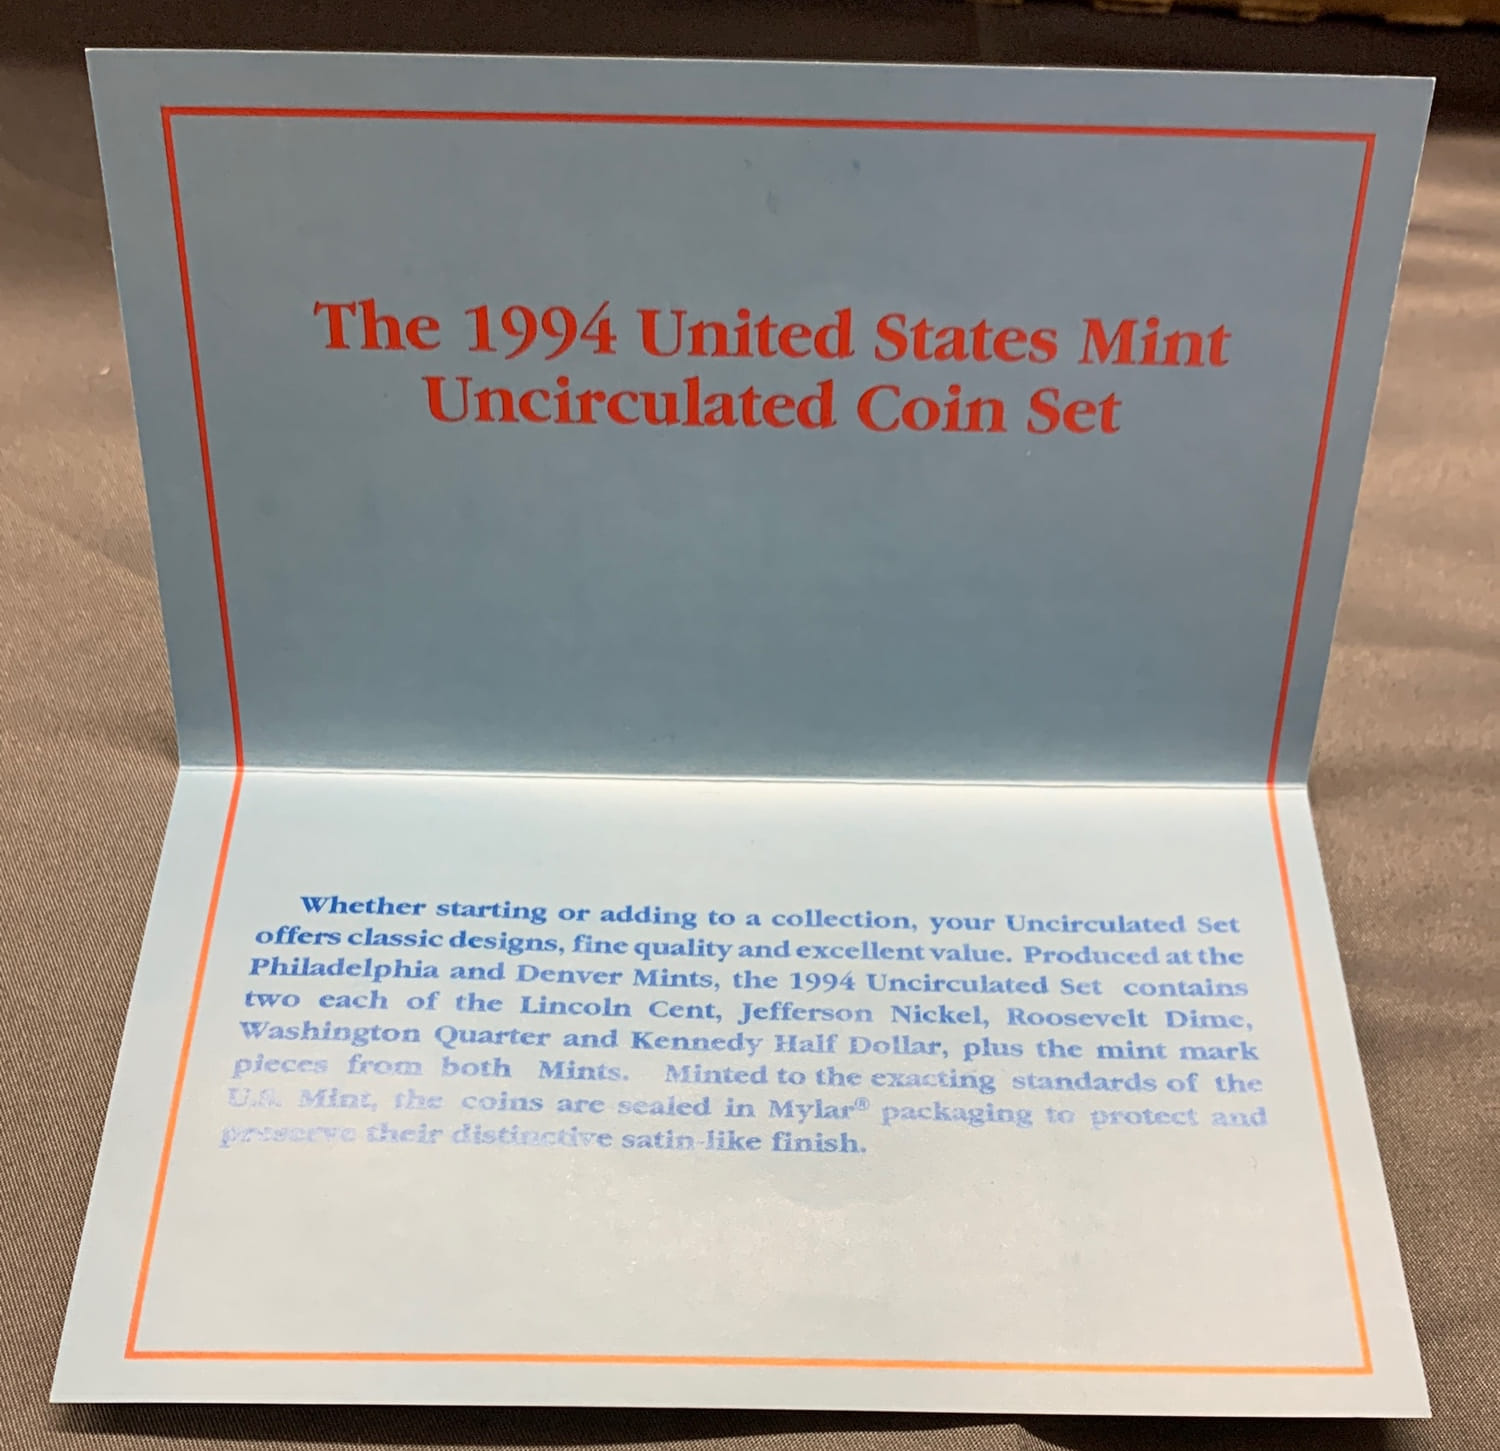 The 1994 United States Mint
Uncirculated Coin Set
Whether starting or adding to a collection, your Uncirculated Set
offers classic designs, fine quality and excellent value. Produced at the
Philadelphia and Denver Mints, the 1994 Uncirculated Set contains
two each of the Lincoln Cent, Jefferson Nickel, Roosevelt Dime,
Washington Quarter and Kennedy Half Dollar, plus the mint mark
pieces from both Mints. Minted to the exacting standards of the
U.S. Mint, the coins are sealed in Mylar® packaging to protect and
preserve their distinctive satin-like finish.